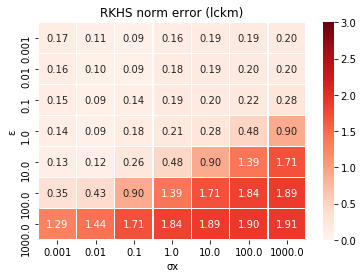 RKHS norm error (lckm)
0.001 0.17 0.11 0.09 0.16 0.19 0.19 0.20
0.01 0.16 0.10 0.09 0.18 0.19 0.20 0.20
0.1 0.15 0.09 0.14 0.19 0.20 0.22 0.28
1.0 0.14 0.09 0.18 0.21 0.28 0.48 0.90
10.0 0.13 0.12 0.26 0.48 0.90 1.39 1.71
100.0 0.35 0.43 0.90 1.39 1.71 1.84 1.89
1000.0 1.29 1.44 1.71 1.84 1.89 1.90 1.91
0.001 0.01 0.1 1.0 10.0 100.0 1000.0
σx
ε
3.0
2.5
2.0
1.5
1.0
0.5
0.0